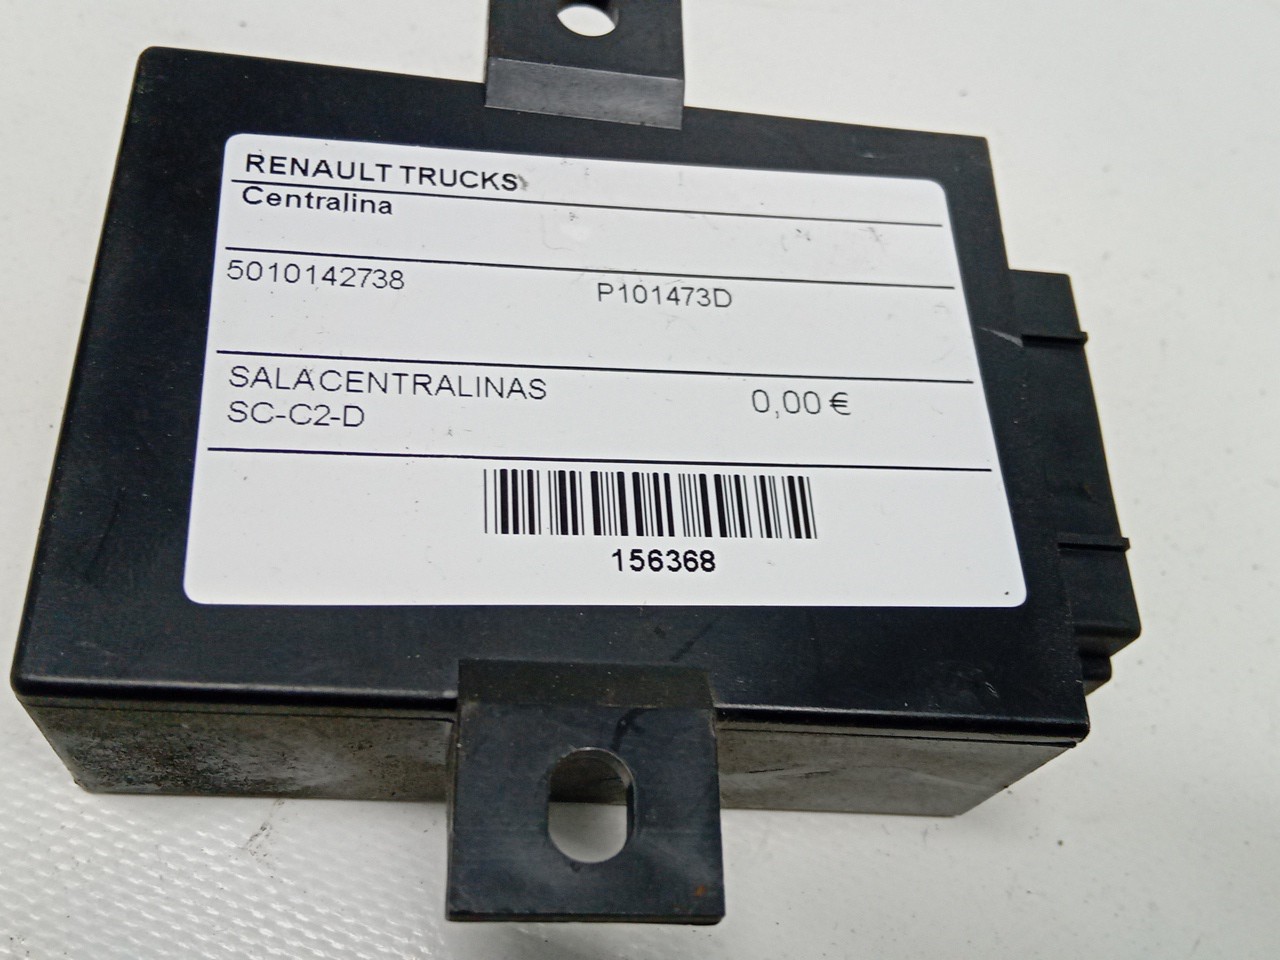 RENAULT TRUCKS
Centralina
5010142738 P101473D
SALA CENTRALINAS 0,00 €
SC-C2-D
156368